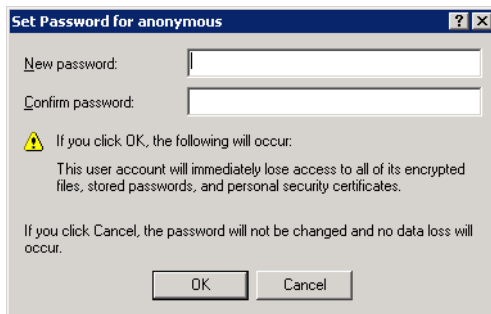 Set Password for anonymous
New password:
Confirm password:
If you click OK, the following will occur:
This user account will immediately lose access to all of its encrypted
files, stored passwords, and personal security certificates.
If you click Cancel, the password will not be changed and no data loss will
occur.
OK Cancel